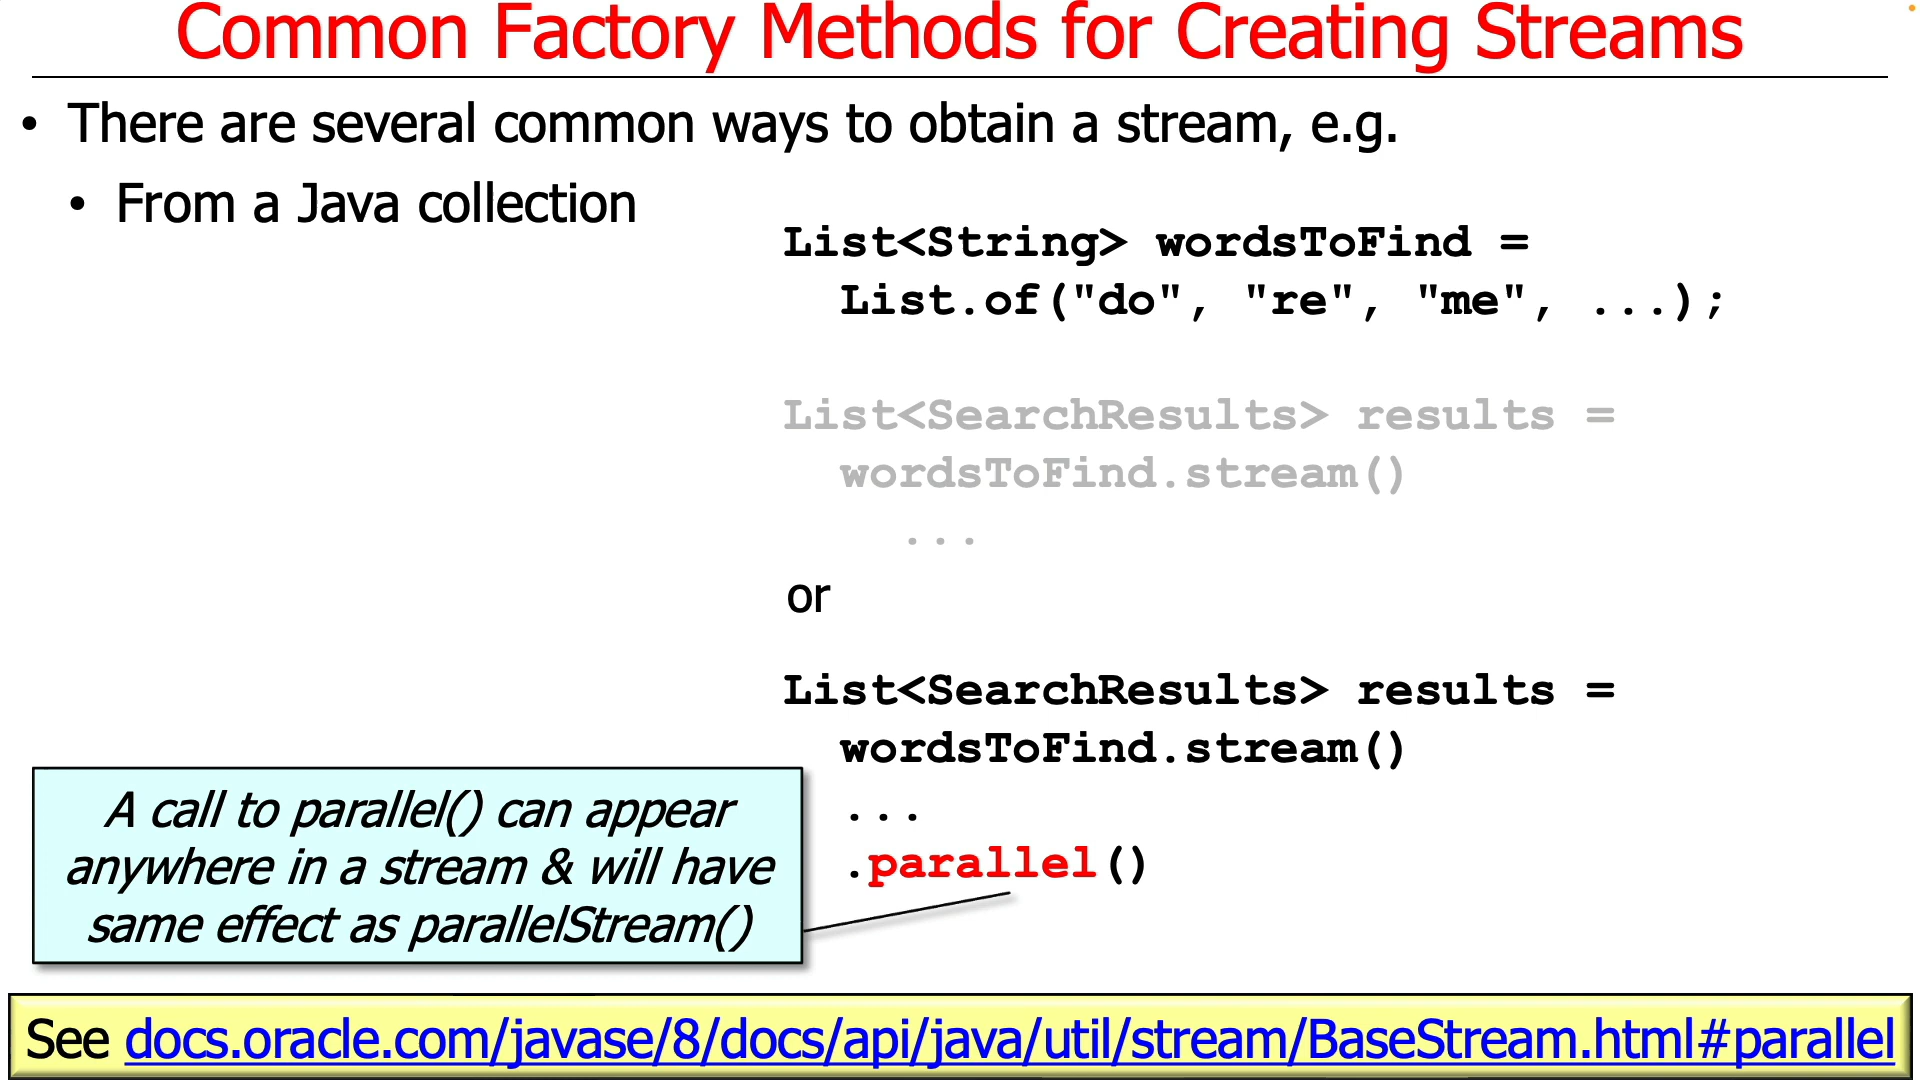 Common Factory Methods for Creating Streams
• There are several common ways to obtain a stream, e.g.
• From a Java collection
List<String> wordsToFind =
List.of("do", "re", "me", ...);
List<SearchResults> results =
wordsToFind.stream()
...
or
List<SearchResults> results =
wordsToFind.stream()
...
.parallel()
A call to parallel() can appear
anywhere in a stream & will have
same effect as parallelStream()
See docs.oracle.com/javase/8/docs/api/java/util/stream/BaseStream.html#parallel